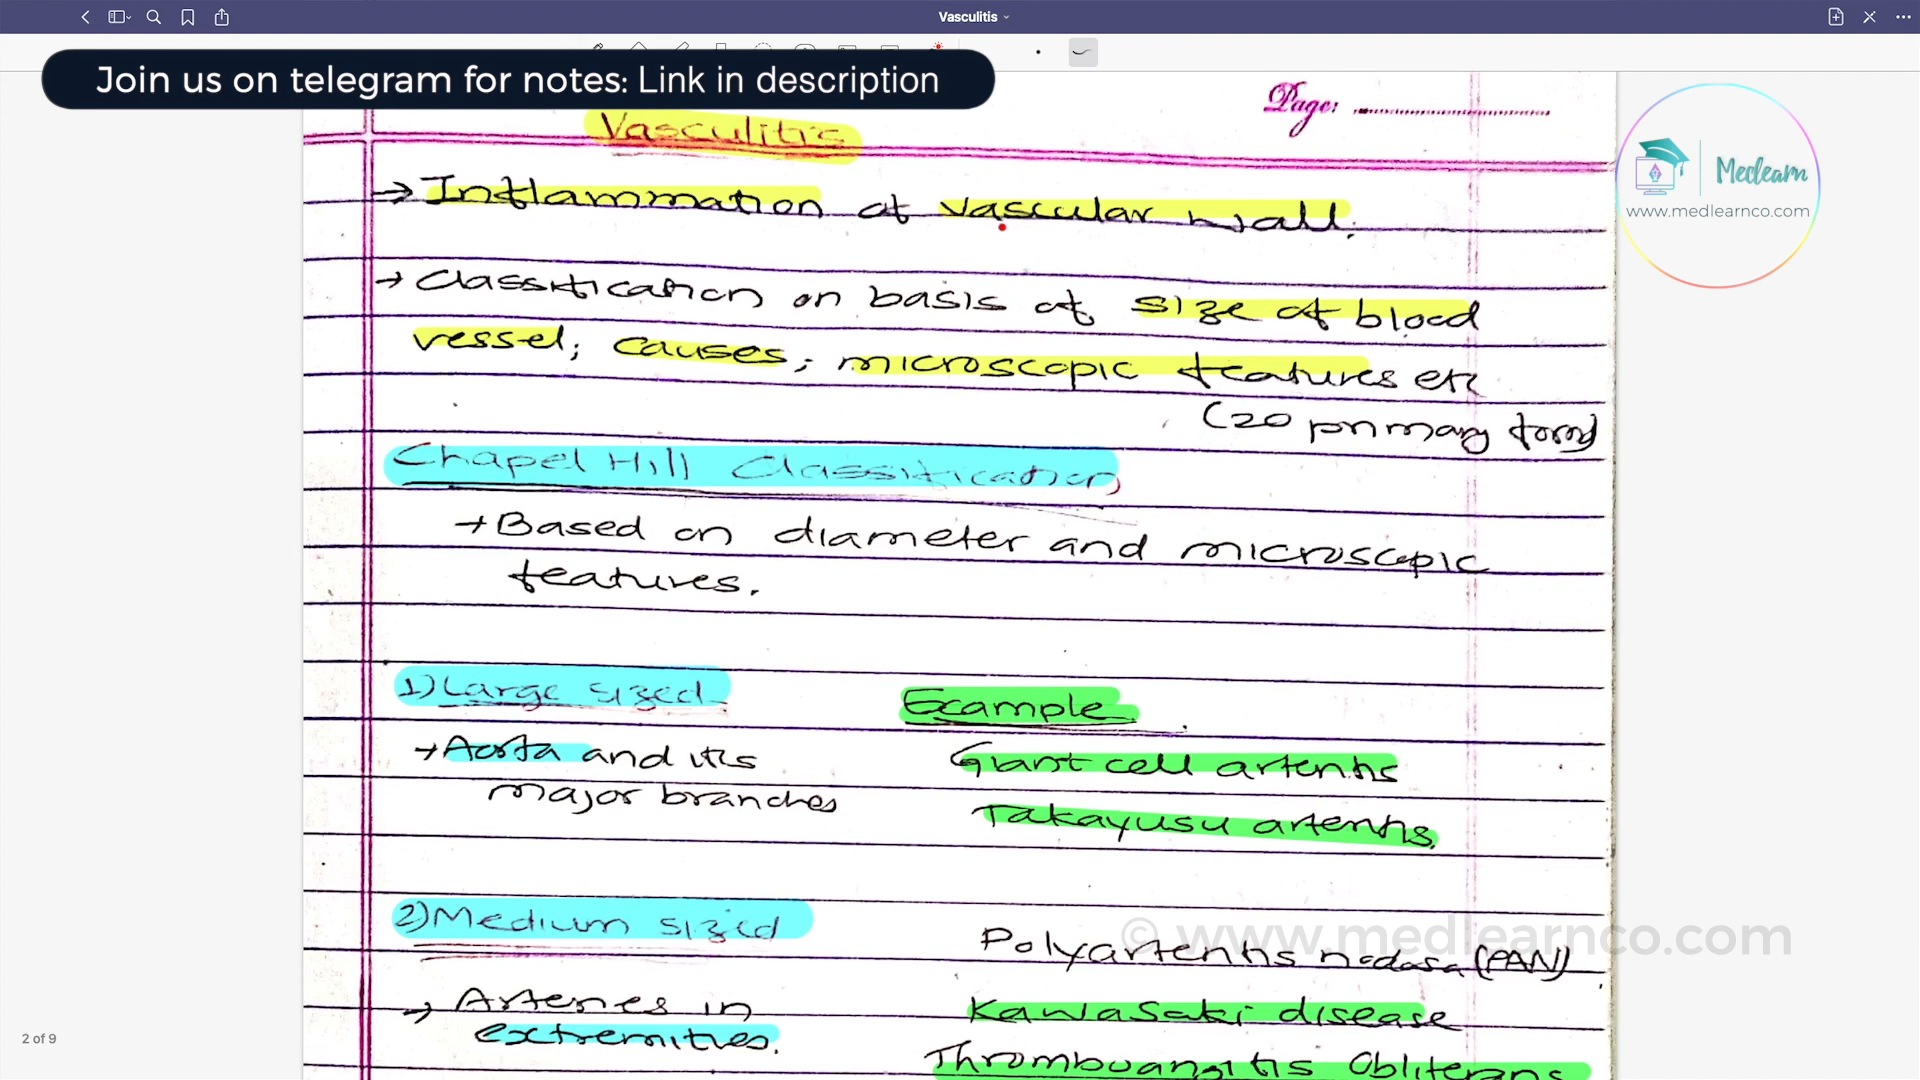 Vasculitis
Join us on telegram for notes: Link in description
Page:
Vasculitis
Medlearn
www.medlearnco.com
→ Inflammation of vascular wall.
→ Classification on basis of size of blood
vessel, causes, microscopic features etc
(20 primary forms)
Chapel Hill Classification
→ Based on diameter and microscopic
features.
1) Large sized
Example
→ Aorta and its
major branches
Giant cell arteritis
Takayusu arteritis.
2) Medium sized
© www.medlearnco.com
Polyarteritis nodosa (PAN)
→ Arteries in
extremities.
Kawasaki disease
Thromboangitis Obliterans
2 of 9